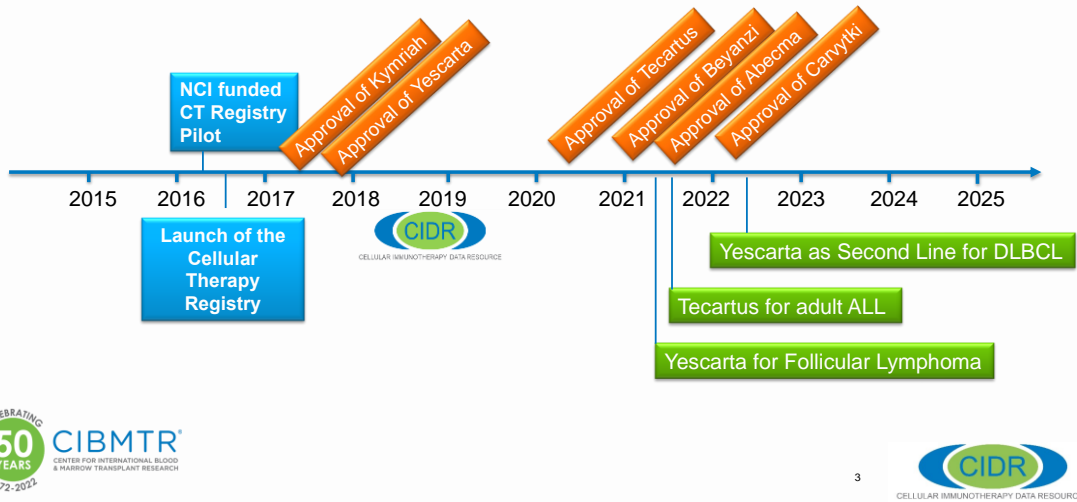 Approval of Kymriah
Approval of Yescarta
Approval of Tecartus
Approval of Beyanzi
Approval of Abecma
Approval of Carvytki
NCI funded
CT Registry
Pilot
2015
2016
2017
2018
2019
2020
2021
2022
2023
2024
2025
Launch of the
Cellular
Therapy
Registry
CIDR
CELLULAR IMMUNOTHERAPY DATA RESOURCE
Yescarta as Second Line for DLBCL
Tecartus for adult ALL
Yescarta for Follicular Lymphoma
50
YEARS
CIBMTR®
CENTER FOR INTERNATIONAL BLOOD
& MARROW TRANSPLANT RESEARCH
3
CIDR
CELLULAR IMMUNOTHERAPY DATA RESOURC